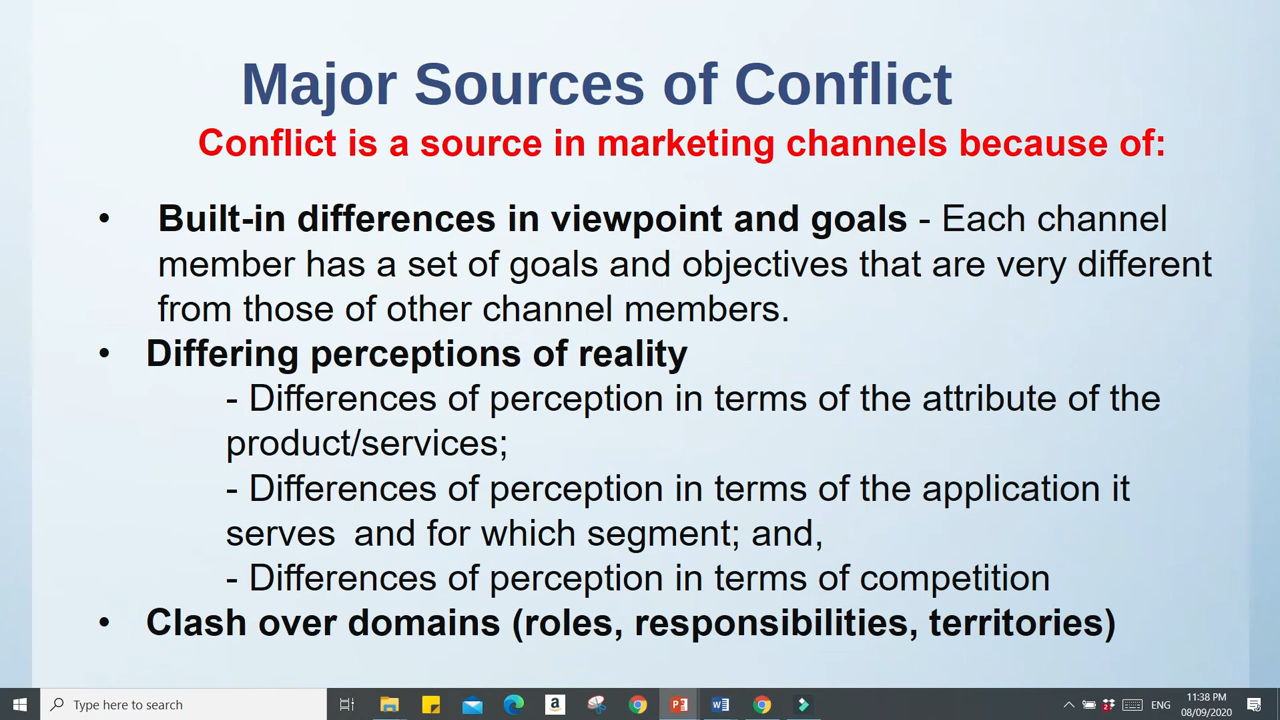 Major Sources of Conflict
Conflict is a source in marketing channels because of:
• Built-in differences in viewpoint and goals - Each channel
member has a set of goals and objectives that are very different
from those of other channel members.
• Differing perceptions of reality
- Differences of perception in terms of the attribute of the
product/services;
- Differences of perception in terms of the application it
serves and for which segment; and,
- Differences of perception in terms of competition
• Clash over domains (roles, responsibilities, territories)
Type here to search
ENG
11:38 PM
08/09/2020